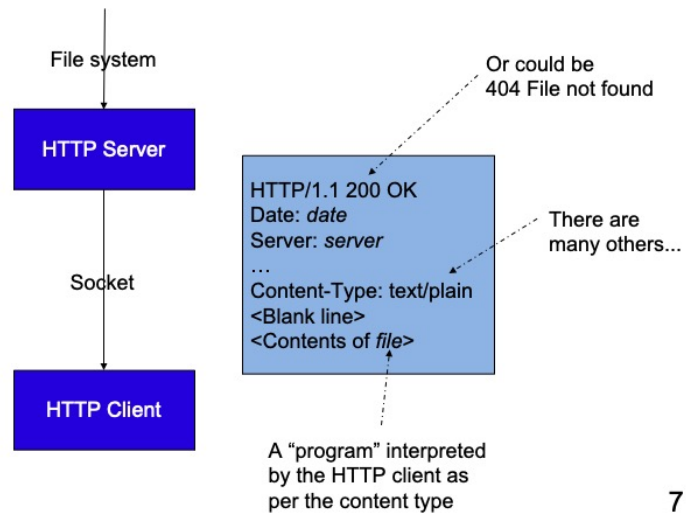 File system
HTTP Server
Socket
HTTP Client
Or could be
404 File not found
HTTP/1.1 200 OK
Date: date
Server: server
…
Content-Type: text/plain
<Blank line>
<Contents of file>
There are
many others...
A “program” interpreted
by the HTTP client as
per the content type
7